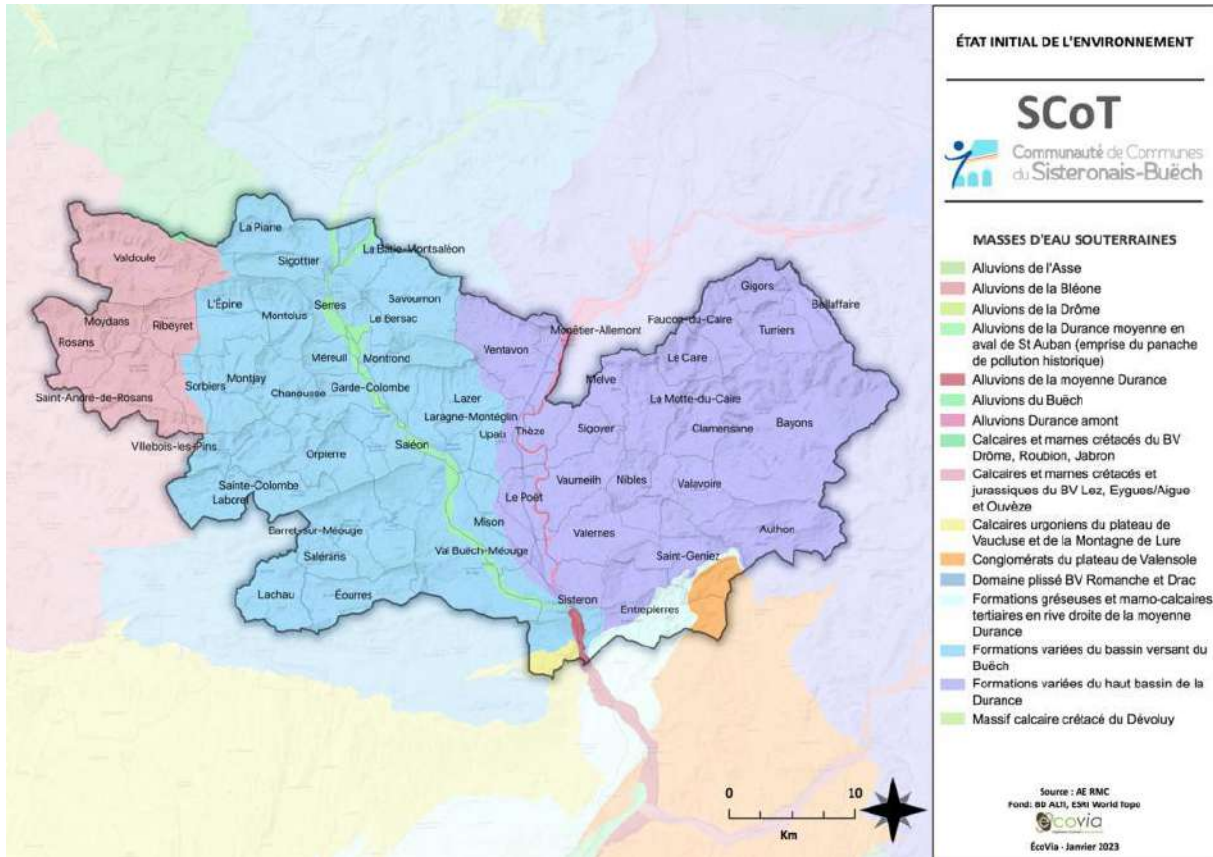 ÉTAT INITIAL DE L'ENVIRONNEMENT
SCoT
Communauté de Communes
du Sisteronais-Buëch
MASSES D'EAU SOUTERRAINES
Alluvions de l'Asse
Alluvions de la Bléone
Alluvions de la Drôme
Alluvions de la Durance moyenne en
aval de St Auban (emprise du panache
de pollution historique)
Alluvions de la moyenne Durance
Alluvions du Buëch
Alluvions Durance amont
Calcaires et marnes crétacés du BV
Drôme, Roubion, Jabron
Calcaires et marnes crétacés et
jurassiques du BV Lez, Eygues/Aigue
et Ouvèze
Calcaires urgoniens du plateau de
Vaucluse et de la Montagne de Lure
Conglomérats du plateau de Valensole
Domaine plissé BV Romanche et Drac
Formations gréseuses et marno-calcaires
tertiaires en rive droite de la moyenne
Durance
Formations variées du bassin versant du
Buëch
Formations variées du haut bassin de la
Durance
Massif calcaire crétacé du Dévoluy
Source : AE RMC
Fond: BD ALTI, ESRI World Topo
écovia
ÉcoVia - Janvier 2023
La Piarre
La Bâtie-Montsaléon
Valdoule
Sigottier
Gigors
Bellaffaire
L'Épine
Serres
Savournon
Montclus
Le Bersac
Faucon-du-Caire
Turriers
Moydans
Ribeyret
Monêtier-Allemont
Rosans
Ventavon
Le Caire
Méreuil
Montrond
Melve
Sorbiers
Montjay
Chanousse
Garde-Colombe
Saint-André-de-Rosans
Lazer
La Motte-du-Caire
Laragne-Montéglin
Bayons
Upaix
Thèze
Sigoyer
Clamensane
Villebois-les-Pins
Saléon
Orpierre
Vaumeilh
Nibles
Valavoire
Sainte-Colombe
Laborel
Le Poët
Mison
Authon
Barret-sur-Méouge
Valernes
Salérans
Val Buëch-Méouge
Saint-Geniez
Lachau
Éourres
Sisteron
Entrepierres
0
10
Km